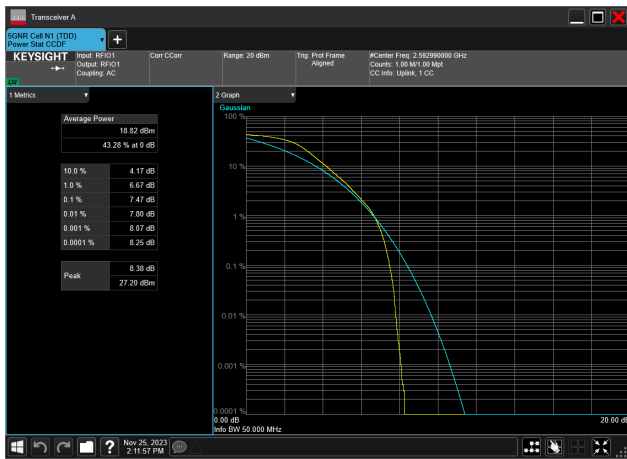 Transceiver A
5GNR Cell N1 (TDD)
Power Stat CCDF
KEYSIGHT
Input: RFIO1
Output: RFIO1
Coupling: AC
Corr CCorr
Range: 20 dBm
Trig: Prot Frame
Aligned
#Center Freq: 2.592990000 GHz
Counts: 1.00 M/1.00 Mpt
CC Info: Uplink, 1 CC
1 Metrics
Average Power
18.82 dBm
43.28 % at 0 dB
10.0 % 4.17 dB
1.0 % 6.67 dB
0.1 % 7.47 dB
0.01 % 7.80 dB
0.001 % 8.07 dB
0.0001 % 8.25 dB
Peak
8.38 dB
27.20 dBm
2 Graph
Gaussian
100 %
10 %
1 %
0.1 %
0.01 %
0.001 %
0.0001 %
0.00 dB
20.00 dB
Info BW 50.000 MHz
Nov 25, 2023
2:11:57 PM